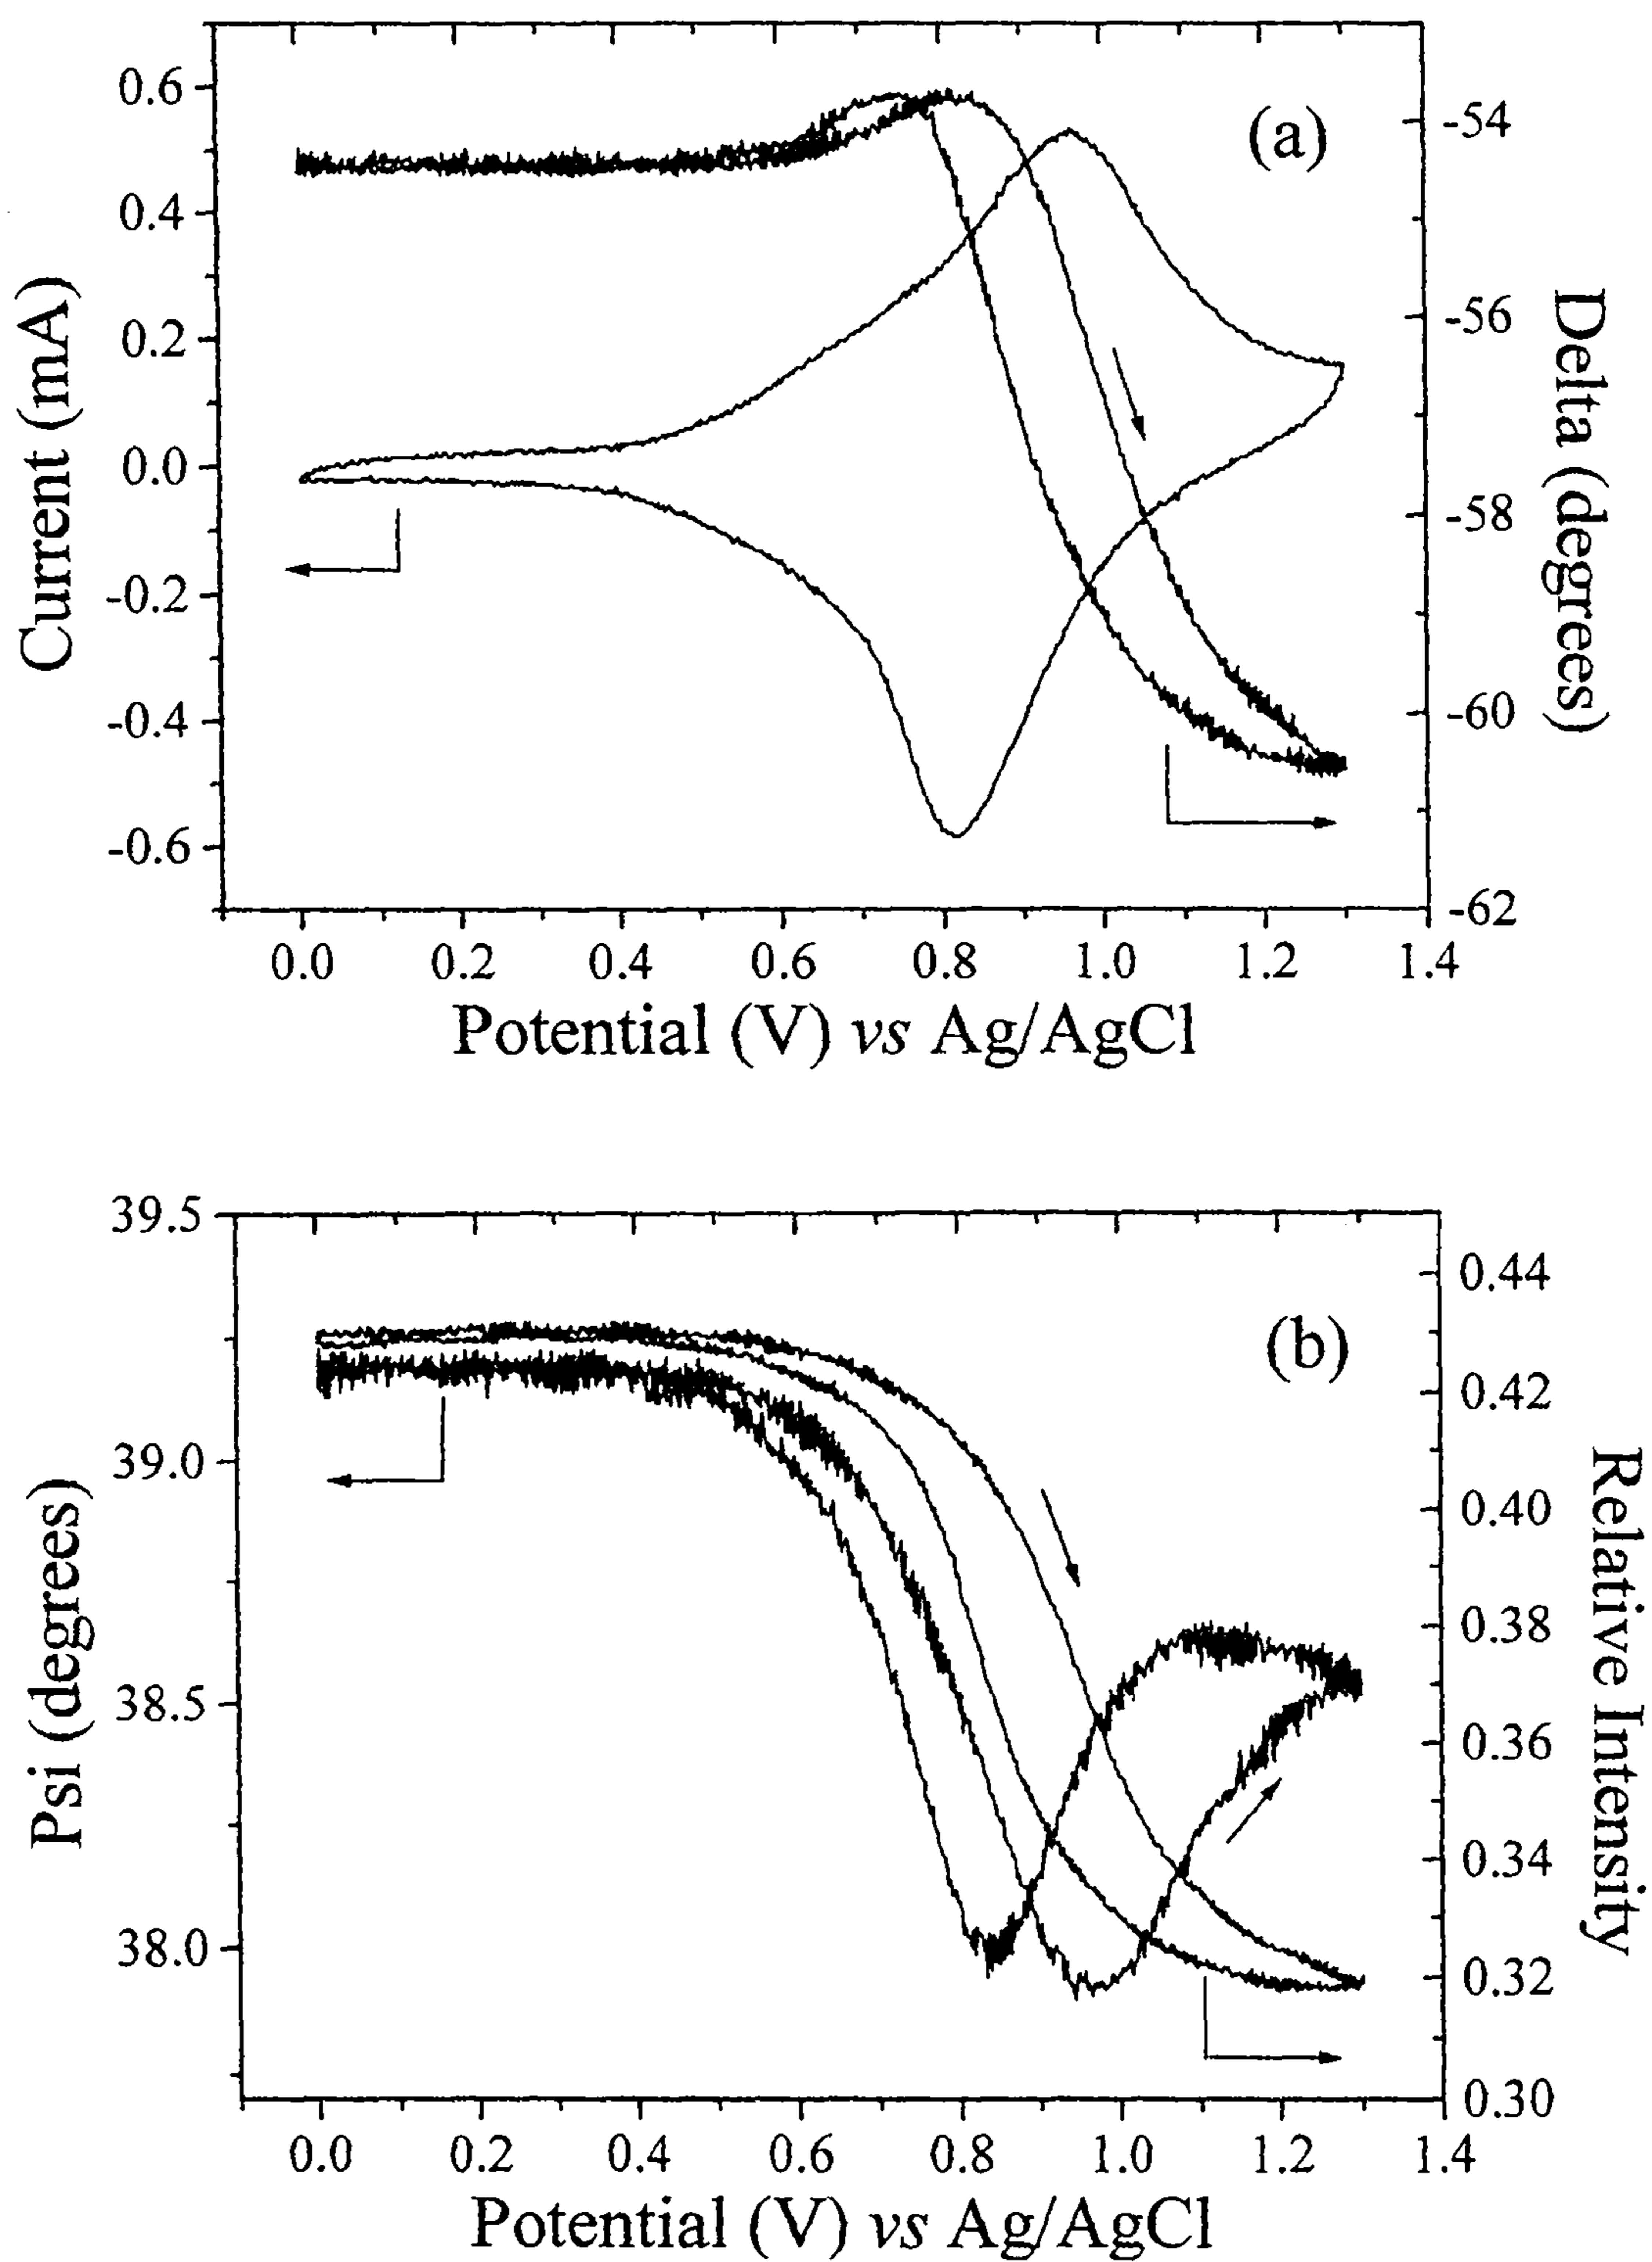 (a)
0.6
0.4
0.2
0.0
-0.2
-0.4
-0.6
Current (mA)
-54
-56
-58
-60
-62
Delta (degrees)
0.0 0.2 0.4 0.6 0.8 1.0 1.2 1.4
Potential (V) vs Ag/AgCl
(b)
39.5
39.0
38.5
38.0
Psi (degrees)
0.44
0.42
0.40
0.38
0.36
0.34
0.32
0.30
Relative Intensity
0.0 0.2 0.4 0.6 0.8 1.0 1.2 1.4
Potential (V) vs Ag/AgCl